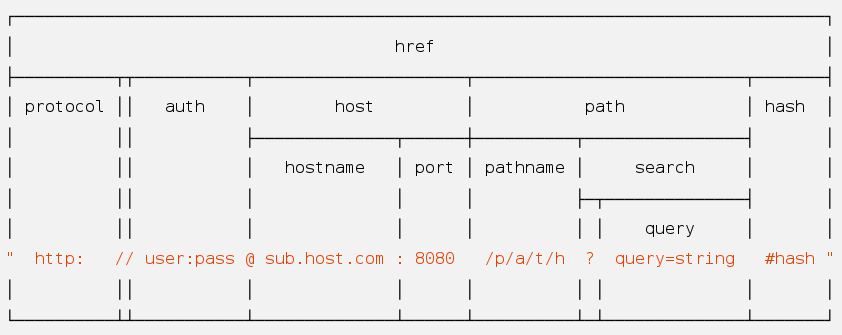 href
protocol auth host path hash
hostname port pathname search
query
" http: // user:pass @ sub.host.com : 8080 /p/a/t/h ? query=string #hash "